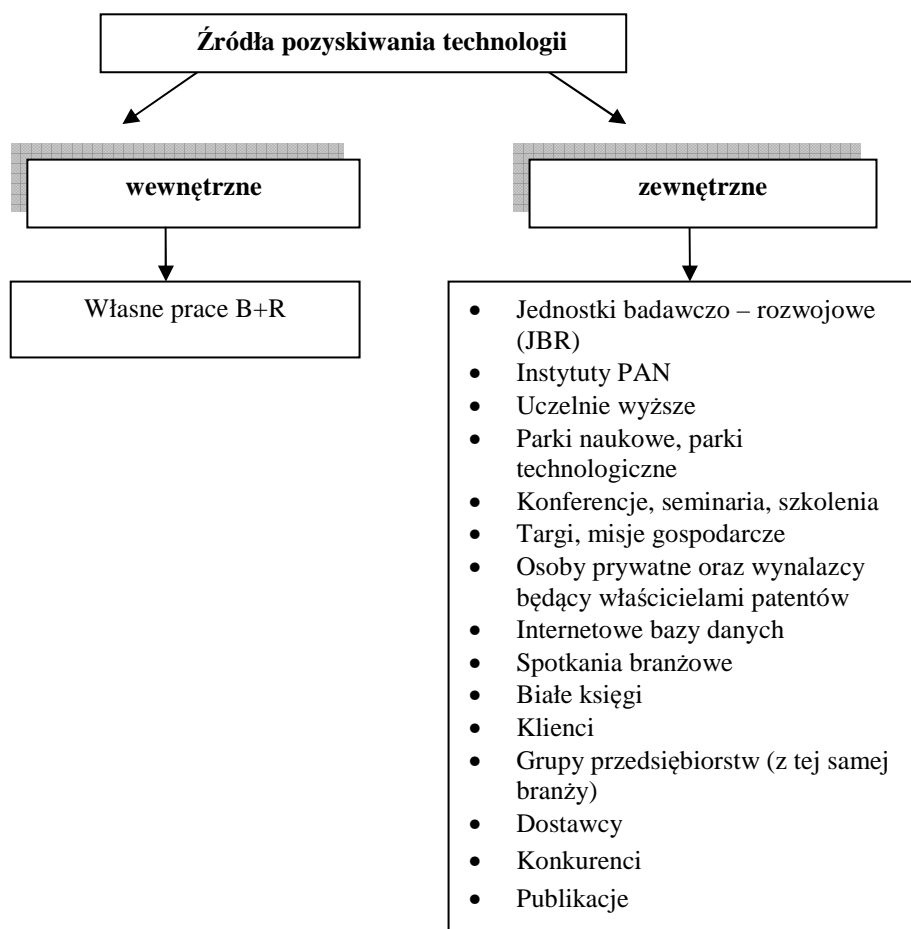 Źródła pozyskiwania technologii
wewnętrzne
zewnętrzne
Własne prace B+R
• Jednostki badawczo – rozwojowe
(JBR)
• Instytuty PAN
• Uczelnie wyższe
• Parki naukowe, parki
technologiczne
• Konferencje, seminaria, szkolenia
• Targi, misje gospodarcze
• Osoby prywatne oraz wynalazcy
będący właścicielami patentów
• Internetowe bazy danych
• Spotkania branżowe
• Białe księgi
• Klienci
• Grupy przedsiębiorstw (z tej samej
branży)
• Dostawcy
• Konkurenci
• Publikacje